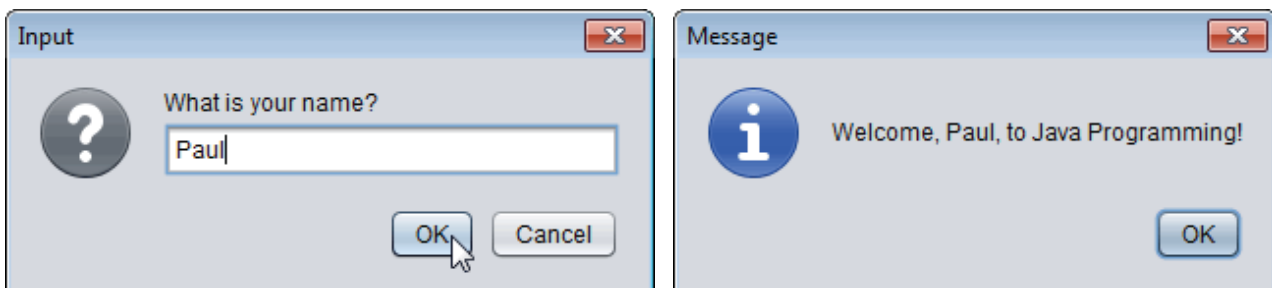 Input
What is your name?
Paul
OK
Cancel
Message
Welcome, Paul, to Java Programming!
OK